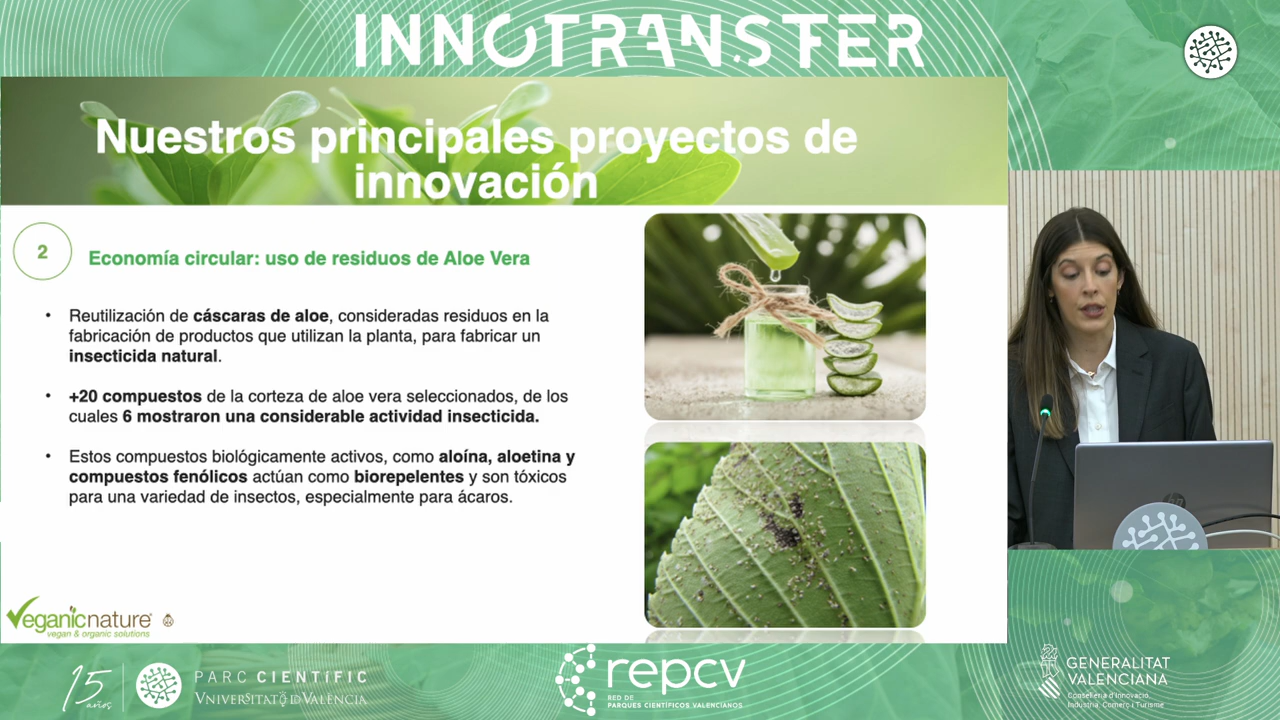 INNOTRANSFER
Nuestros principales proyectos de
innovación
2
Economía circular: uso de residuos de Aloe Vera
• Reutilización de cáscaras de aloe, consideradas residuos en la
fabricación de productos que utilizan la planta, para fabricar un
insecticida natural.
• +20 compuestos de la corteza de aloe vera seleccionados, de los
cuales 6 mostraron una considerable actividad insecticida.
• Estos compuestos biológicamente activos, como aloína, aloetina y
compuestos fenólicos actúan como biorepelentes y son tóxicos
para una variedad de insectos, especialmente para ácaros.
Veganicnature
vegan & organic solutions
15 años
PARC CIENTÍFIC
VNIVERSITAT ID VALÈNCIA
repcv
RED DE
PARQUES CIENTÍFICOS VALENCIANOS
GENERALITAT
VALENCIANA
Conselleria d'Innovació,
Indústria, Comerç i Turisme
hp